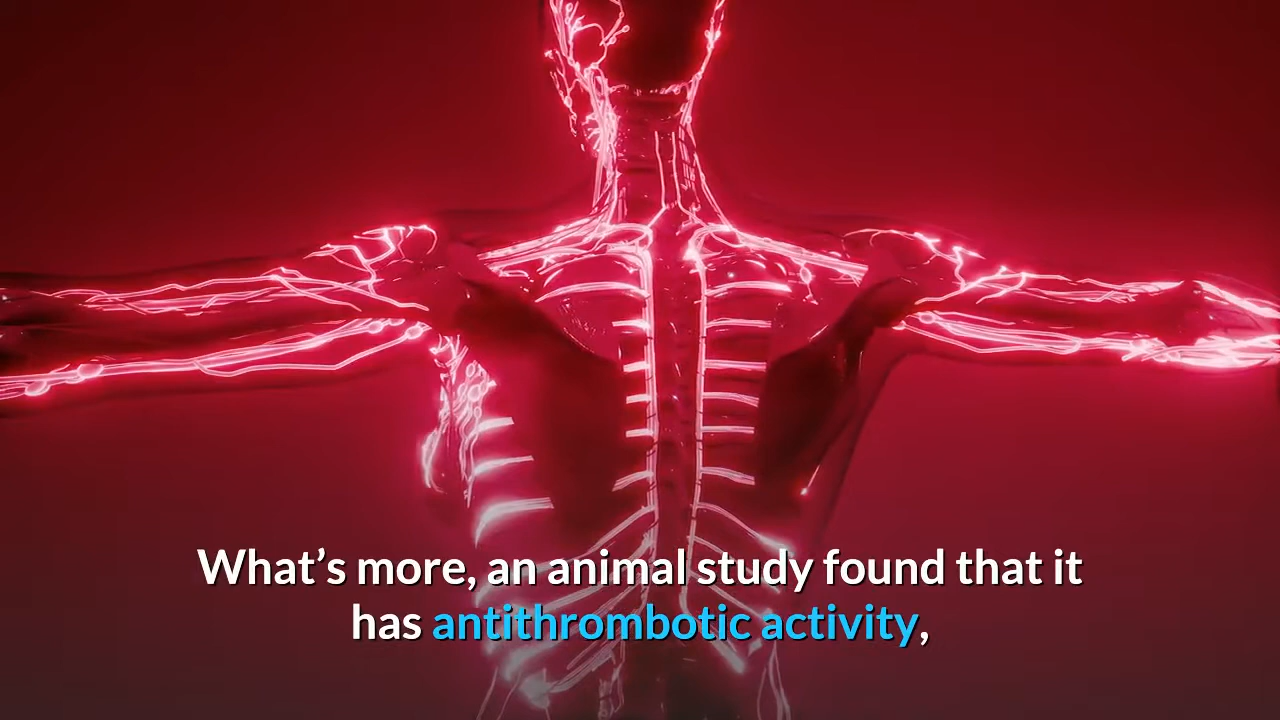 What’s more, an animal study found that it
has antithrombotic activity,